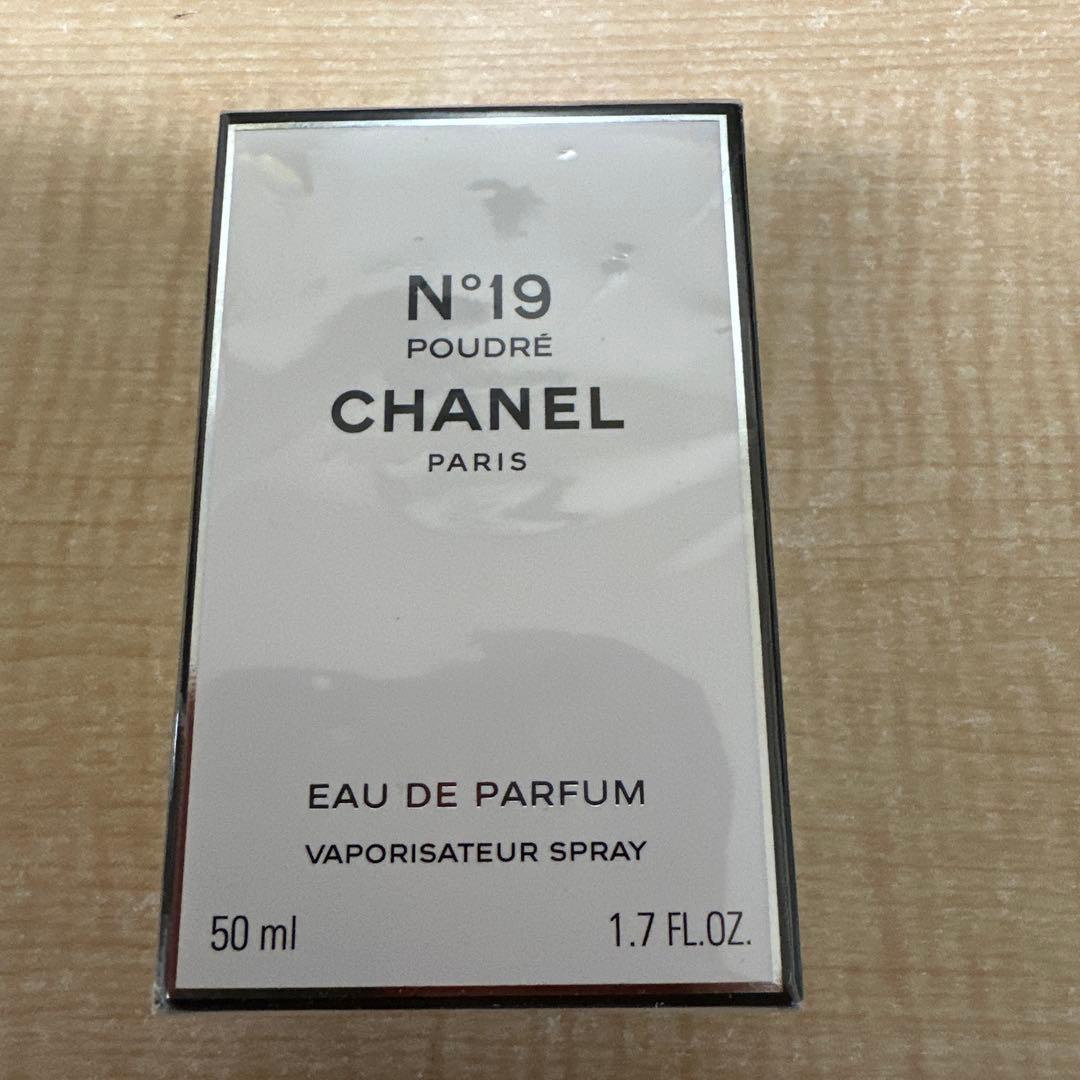 N°19
POUDRÉ
CHANEL
PARIS
EAU DE PARFUM
VAPORISATEUR SPRAY
50 ml 1.7 FL.OZ.